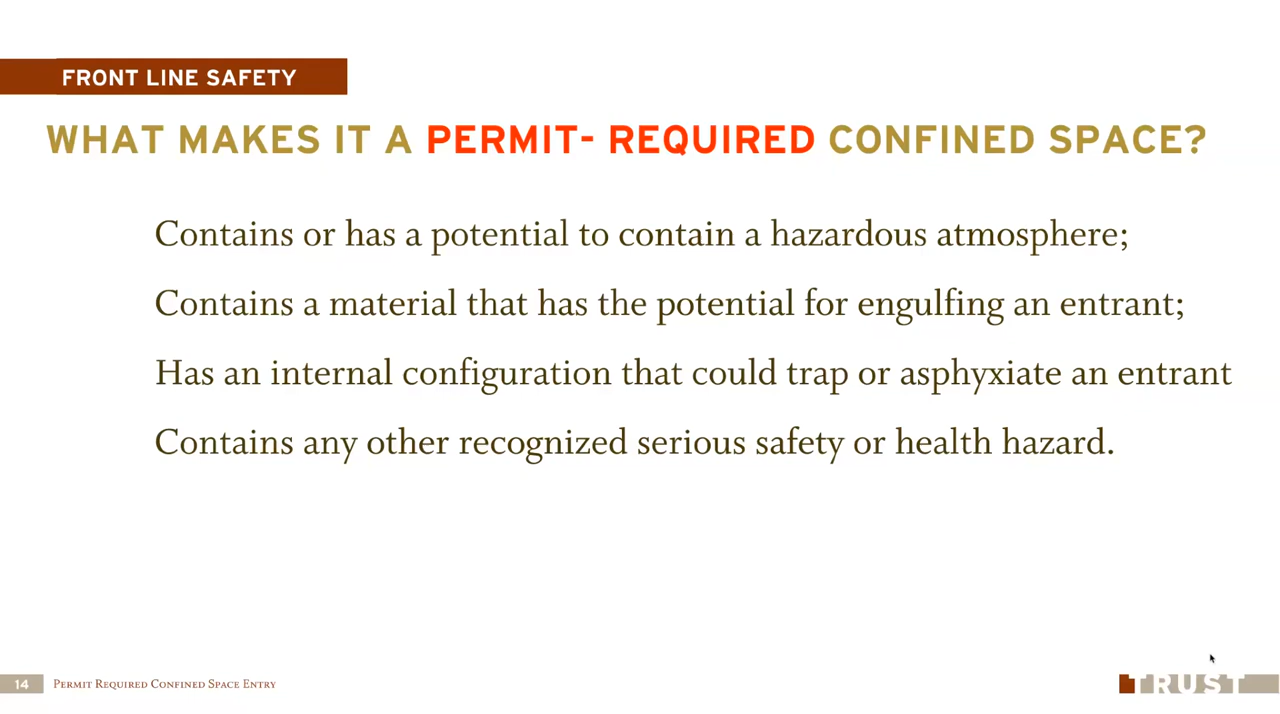 FRONT LINE SAFETY
WHAT MAKES IT A PERMIT- REQUIRED CONFINED SPACE?
Contains or has a potential to contain a hazardous atmosphere;
Contains a material that has the potential for engulfing an entrant;
Has an internal configuration that could trap or asphyxiate an entrant
Contains any other recognized serious safety or health hazard.
14 Permit Required Confined Space Entry
TRUST